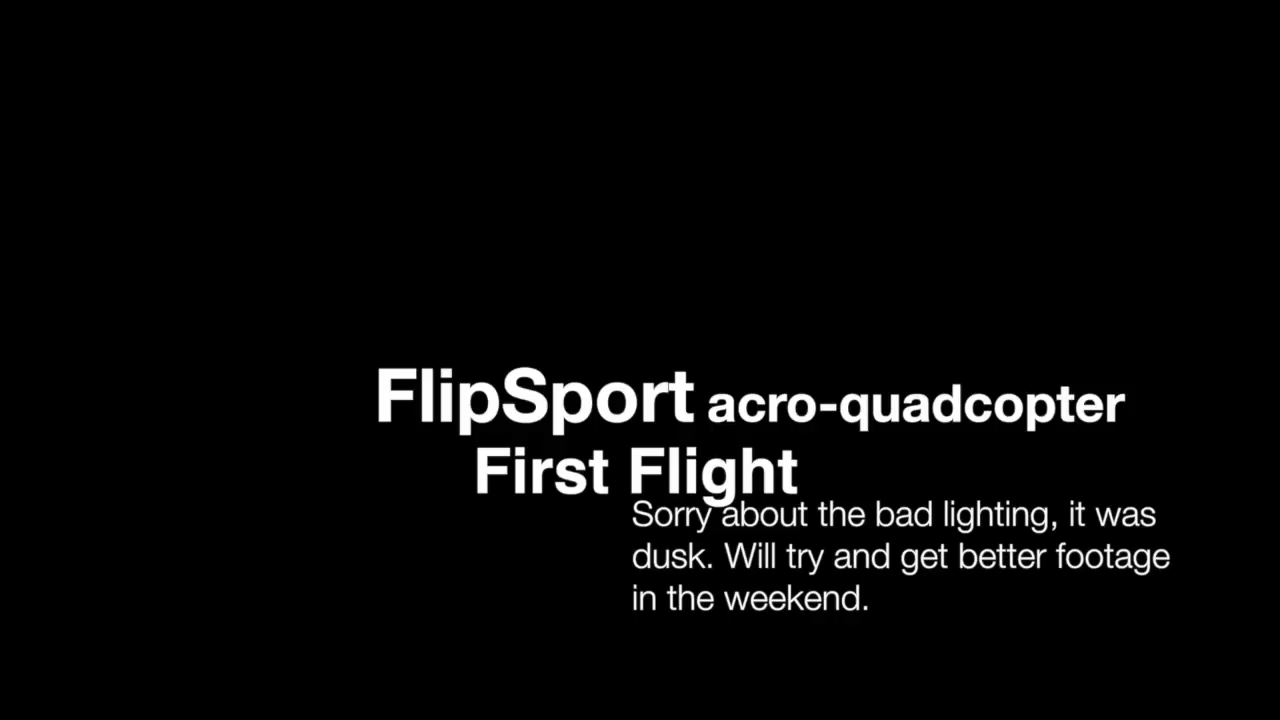 FlipSport acro-quadcopter
First Flight
Sorry about the bad lighting, it was
dusk. Will try and get better footage
in the weekend.